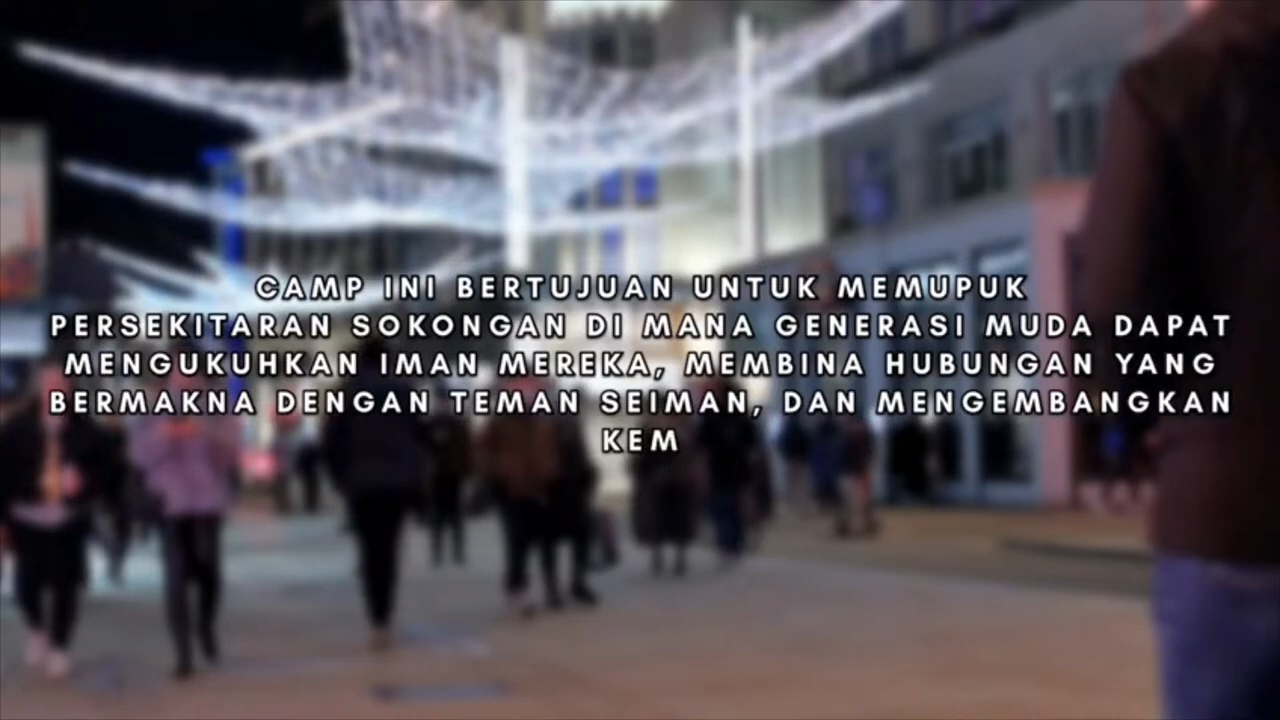 CAMP INI BERTUJUAN UNTUK MEMUPUK
PERSEKITARAN SOKONGAN DI MANA GENERASI MUDA DAPAT
MENGUKUHKAN IMAN MEREKA, MEMBINA HUBUNGAN YANG
BERMAKNA DENGAN TEMAN SEIMAN, DAN MENGEMBANGKAN
KEM